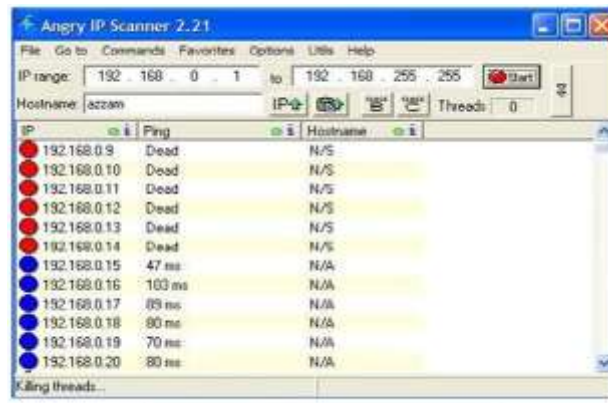 Angry IP Scanner 2.21
File Go to Commands Favorites Options Utils Help
IP range: 192 . 168 . 0 . 1 to 192 . 168 . 255 . 255 Start
Hostname: azzam IP Threads 0
IP Ping Hostname
192.168.0.9 Dead N/S
192.168.0.10 Dead N/S
192.168.0.11 Dead N/S
192.168.0.12 Dead N/S
192.168.0.13 Dead N/S
192.168.0.14 Dead N/S
192.168.0.15 47 ms N/A
192.168.0.16 103 ms N/A
192.168.0.17 89 ms N/A
192.168.0.18 80 ms N/A
192.168.0.19 70 ms N/A
192.168.0.20 80 ms N/A
Killing threads...